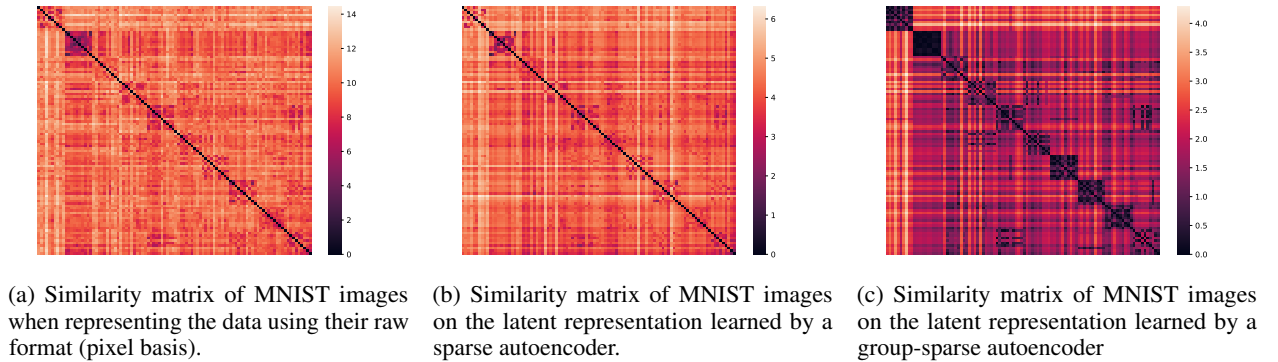 14
12
10
8
6
4
2
0
6
5
4
3
2
1
0
4.0
3.5
3.0
2.5
2.0
1.5
1.0
0.5
0.0
(a) Similarity matrix of MNIST images
when representing the data using their raw
format (pixel basis).
(b) Similarity matrix of MNIST images
on the latent representation learned by a
sparse autoencoder.
(c) Similarity matrix of MNIST images
on the latent representation learned by a
group-sparse autoencoder